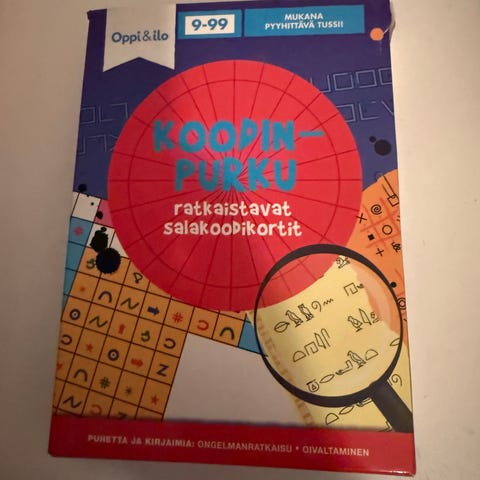 Oppi&ilo
9-99
MUKANA
PYYHITTÄVÄ TUSSI!
KOODIN-
PURKU
ratkaistavat
salakoodikortit
PUHETTA JA KIRJAIMIA: ONGELMANRATKAISU • OIVALTAMINEN